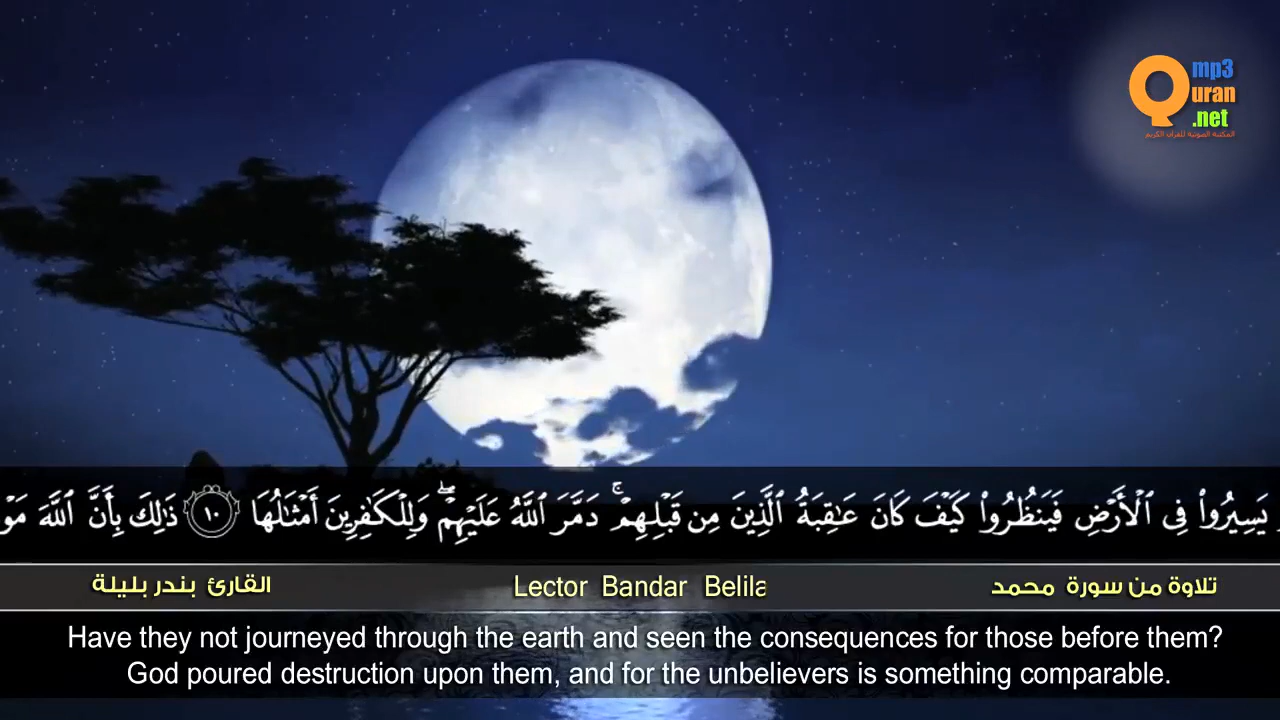 mp3
Quran
.net
المكتبة الصوتية للقرآن الكريم
يَسِيرُوا۟ فِى ٱلْأَرْضِ فَيَنظُرُوا۟ كَيْفَ كَانَ عَـٰقِبَةُ ٱلَّذِينَ مِن قَبْلِهِمْ ۚ دَمَّرَ ٱللَّهُ عَلَيْهِمْ ۖ وَلِلْكَـٰفِرِينَ أَمْثَـٰلُهَا ١٠ ذَٰلِكَ بِأَنَّ ٱللَّهَ مَوْ
تلاوة من سورة محمد
Lector Bandar Belila
القارئ بندر بليلة
Have they not journeyed through the earth and seen the consequences for those before them?
God poured destruction upon them, and for the unbelievers is something comparable.